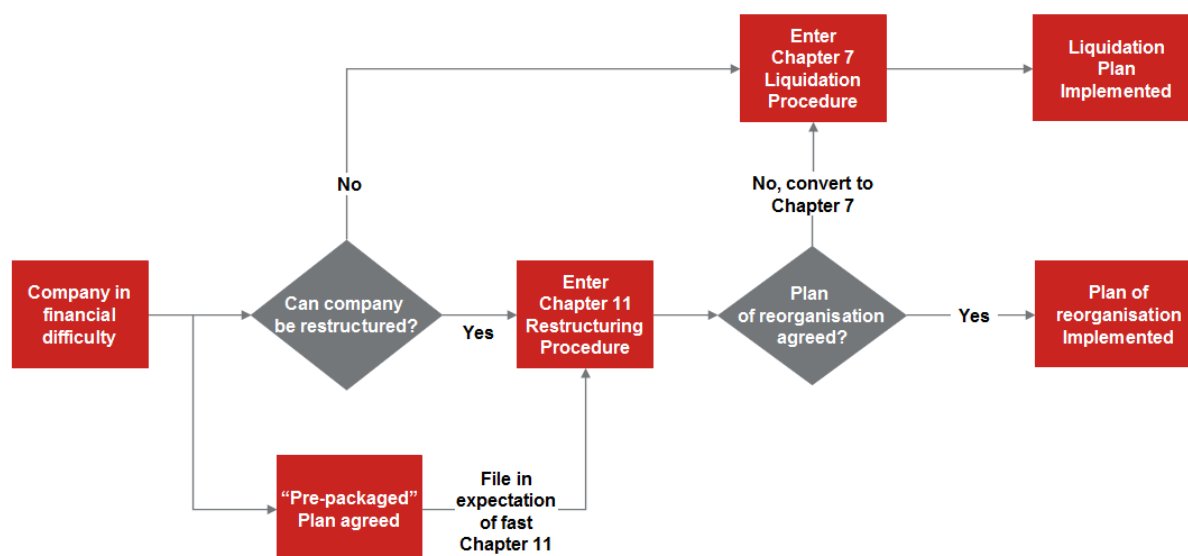 Company in
financial
difficulty
Can company
be restructured?
No
Yes
“Pre-packaged”
Plan agreed
File in
expectation
of fast
Chapter 11
Enter
Chapter 11
Restructuring
Procedure
Plan
of reorganisation
agreed?
No, convert to
Chapter 7
Enter
Chapter 7
Liquidation
Procedure
Liquidation
Plan
Implemented
Yes
Plan of
reorganisation
Implemented